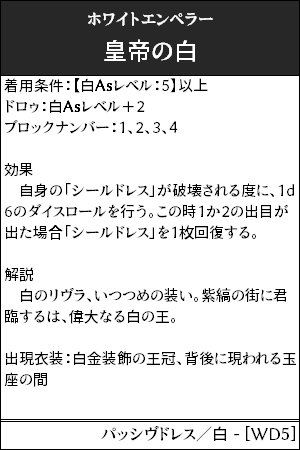 ホワイトエンペラー
皇帝の白
着用条件:【白Asレベル:5】以上
ドロゥ:白Asレベル+2
ブロックナンバー:1、2、3、4
効果
　自身の「シールドレス」が破壊される度に、1d
6のダイスロールを行う。この時1か2の出目が
出た場合「シールドレス」を1枚回復する。
解説
　白のリヴラ、いつつめの装い。紫縞の街に君
臨するは、偉大なる白の王。
出現衣装:白金装飾の王冠、背後に現われる玉
座の間
パッシヴドレス／白 - [WD5]